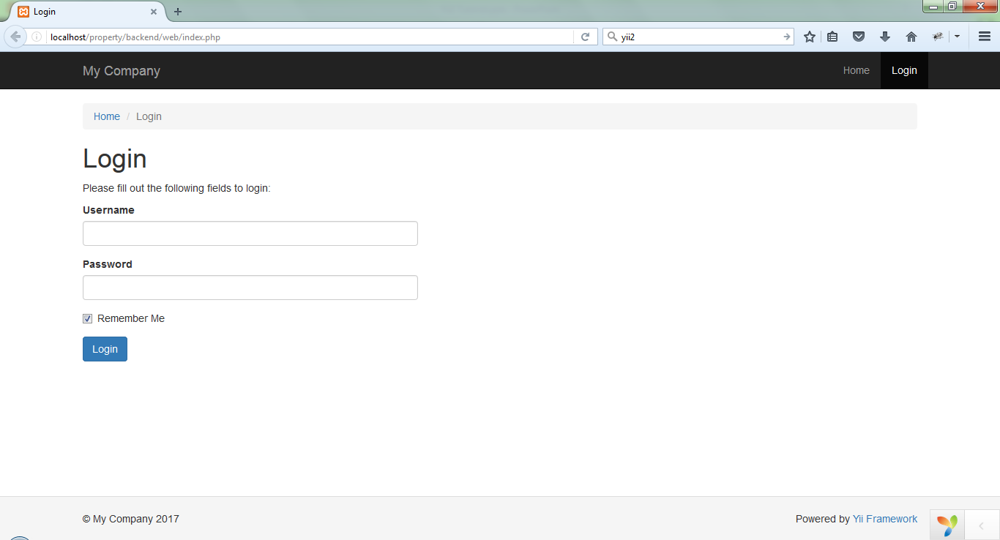 Login
localhost/property/backend/web/index.php
yii2
My Company
Home
Login
Home / Login
Login
Please fill out the following fields to login:
Username
Password
Remember Me
Login
© My Company 2017
Powered by Yii Framework